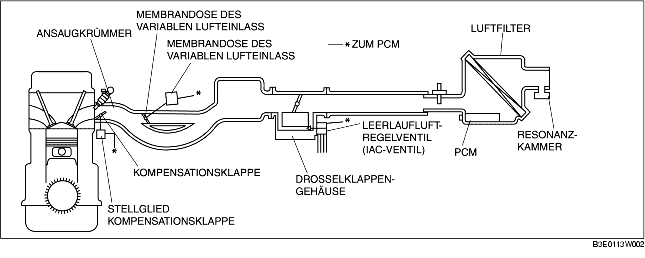 MEMBRANDOSE DES
VARIABLEN LUFTEINLASS
LUFTFILTER
ANSAUGKRÜMMER
MEMBRANDOSE DES
VARIABLEN LUFTEINLASS
* ZUM PCM
*
*
LEERLAUFLUFT-
REGELVENTIL
(IAC-VENTIL)
PCM
RESONANZ-
KAMMER
*
KOMPENSATIONSKLAPPE
DROSSELKLAPPEN-
GEHÄUSE
STELLGLIED
KOMPENSATIONSKLAPPE
B3E0113W002